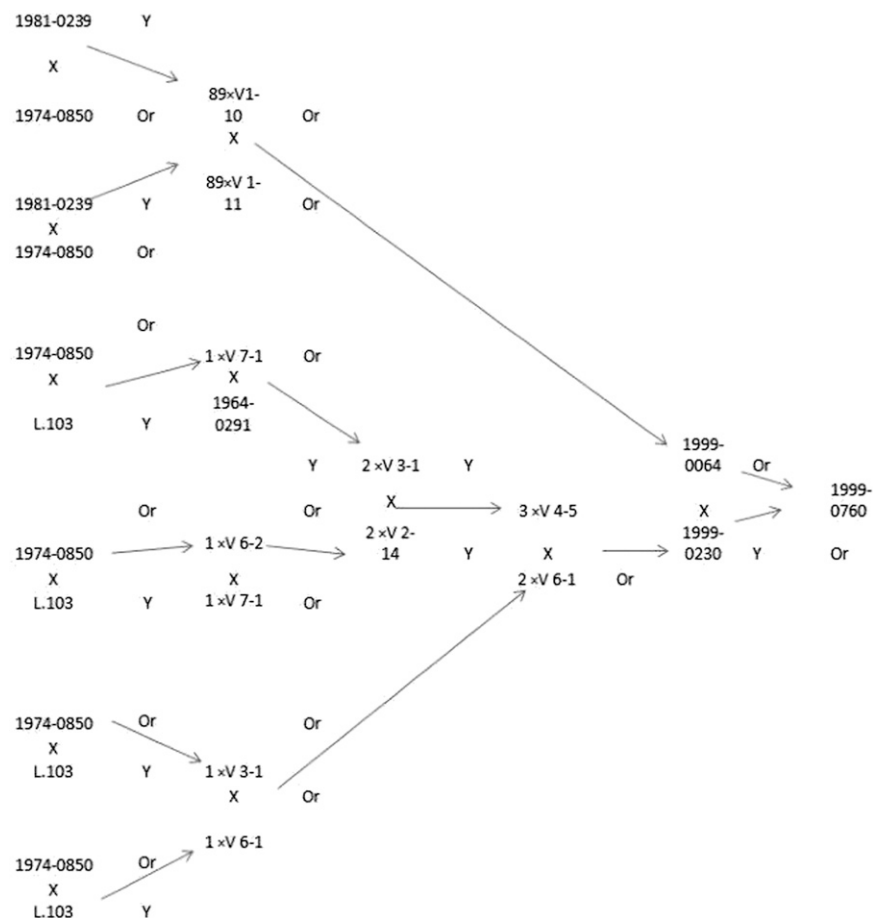 1981-0239 Y
X
89×V1-
1974-0850 Or 10 Or
X
89×V 1-
1981-0239 Y 11 Or
X
1974-0850 Or
Or
1974-0850 1 ×V 7-1 Or
X X
1964-
L.103 Y 0291
1999-
Y 2 ×V 3-1 Y 0064 Or
1999-
X X 0760
Or Or 3 ×V 4-5
2 ×V 2- 1999-
1974-0850 1 ×V 6-2 14 Y X 0230 Y Or
X X 2 ×V 6-1 Or
L.103 Y 1 ×V 7-1 Or
1974-0850 Or Or
X
L.103 Y 1 ×V 3-1
X Or
1 ×V 6-1
1974-0850 Or
X
L.103 Y